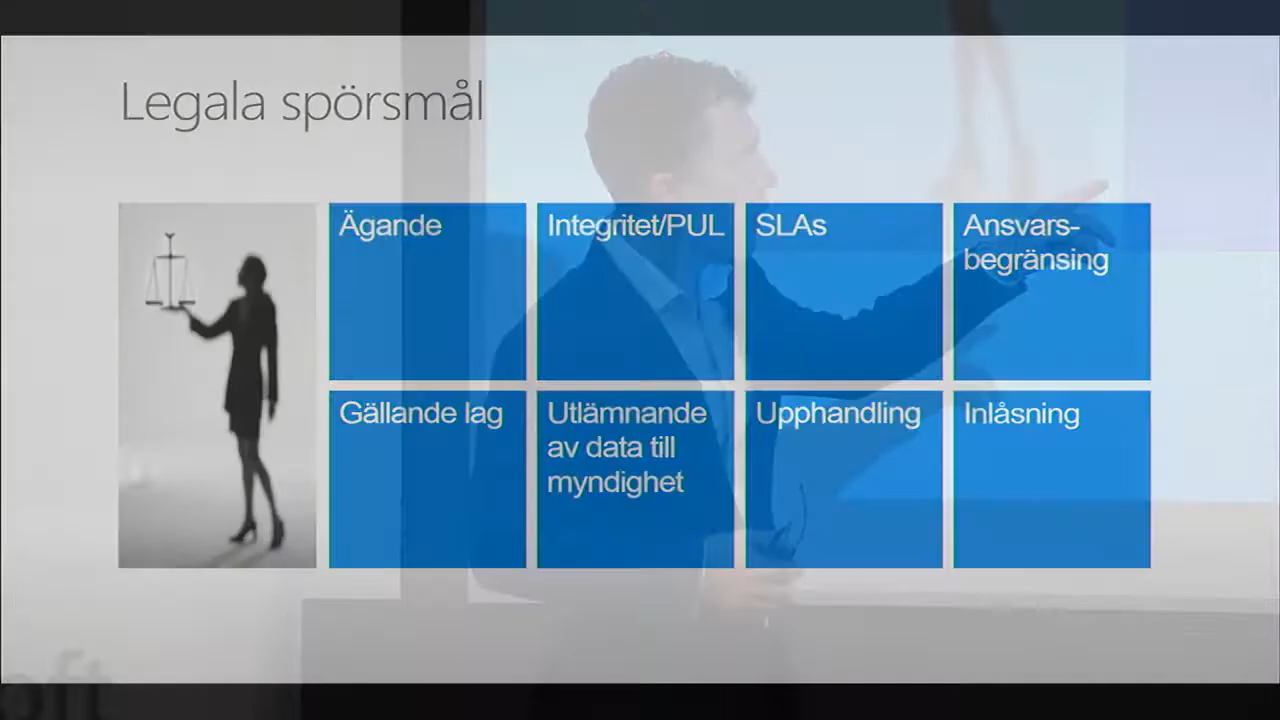 Legala spörsmål
Ägande
Integritet/PUL
SLAs
Ansvars-
begränsing
Gällande lag
Utlämnande
av data till
myndighet
Upphandling
Inlåsning